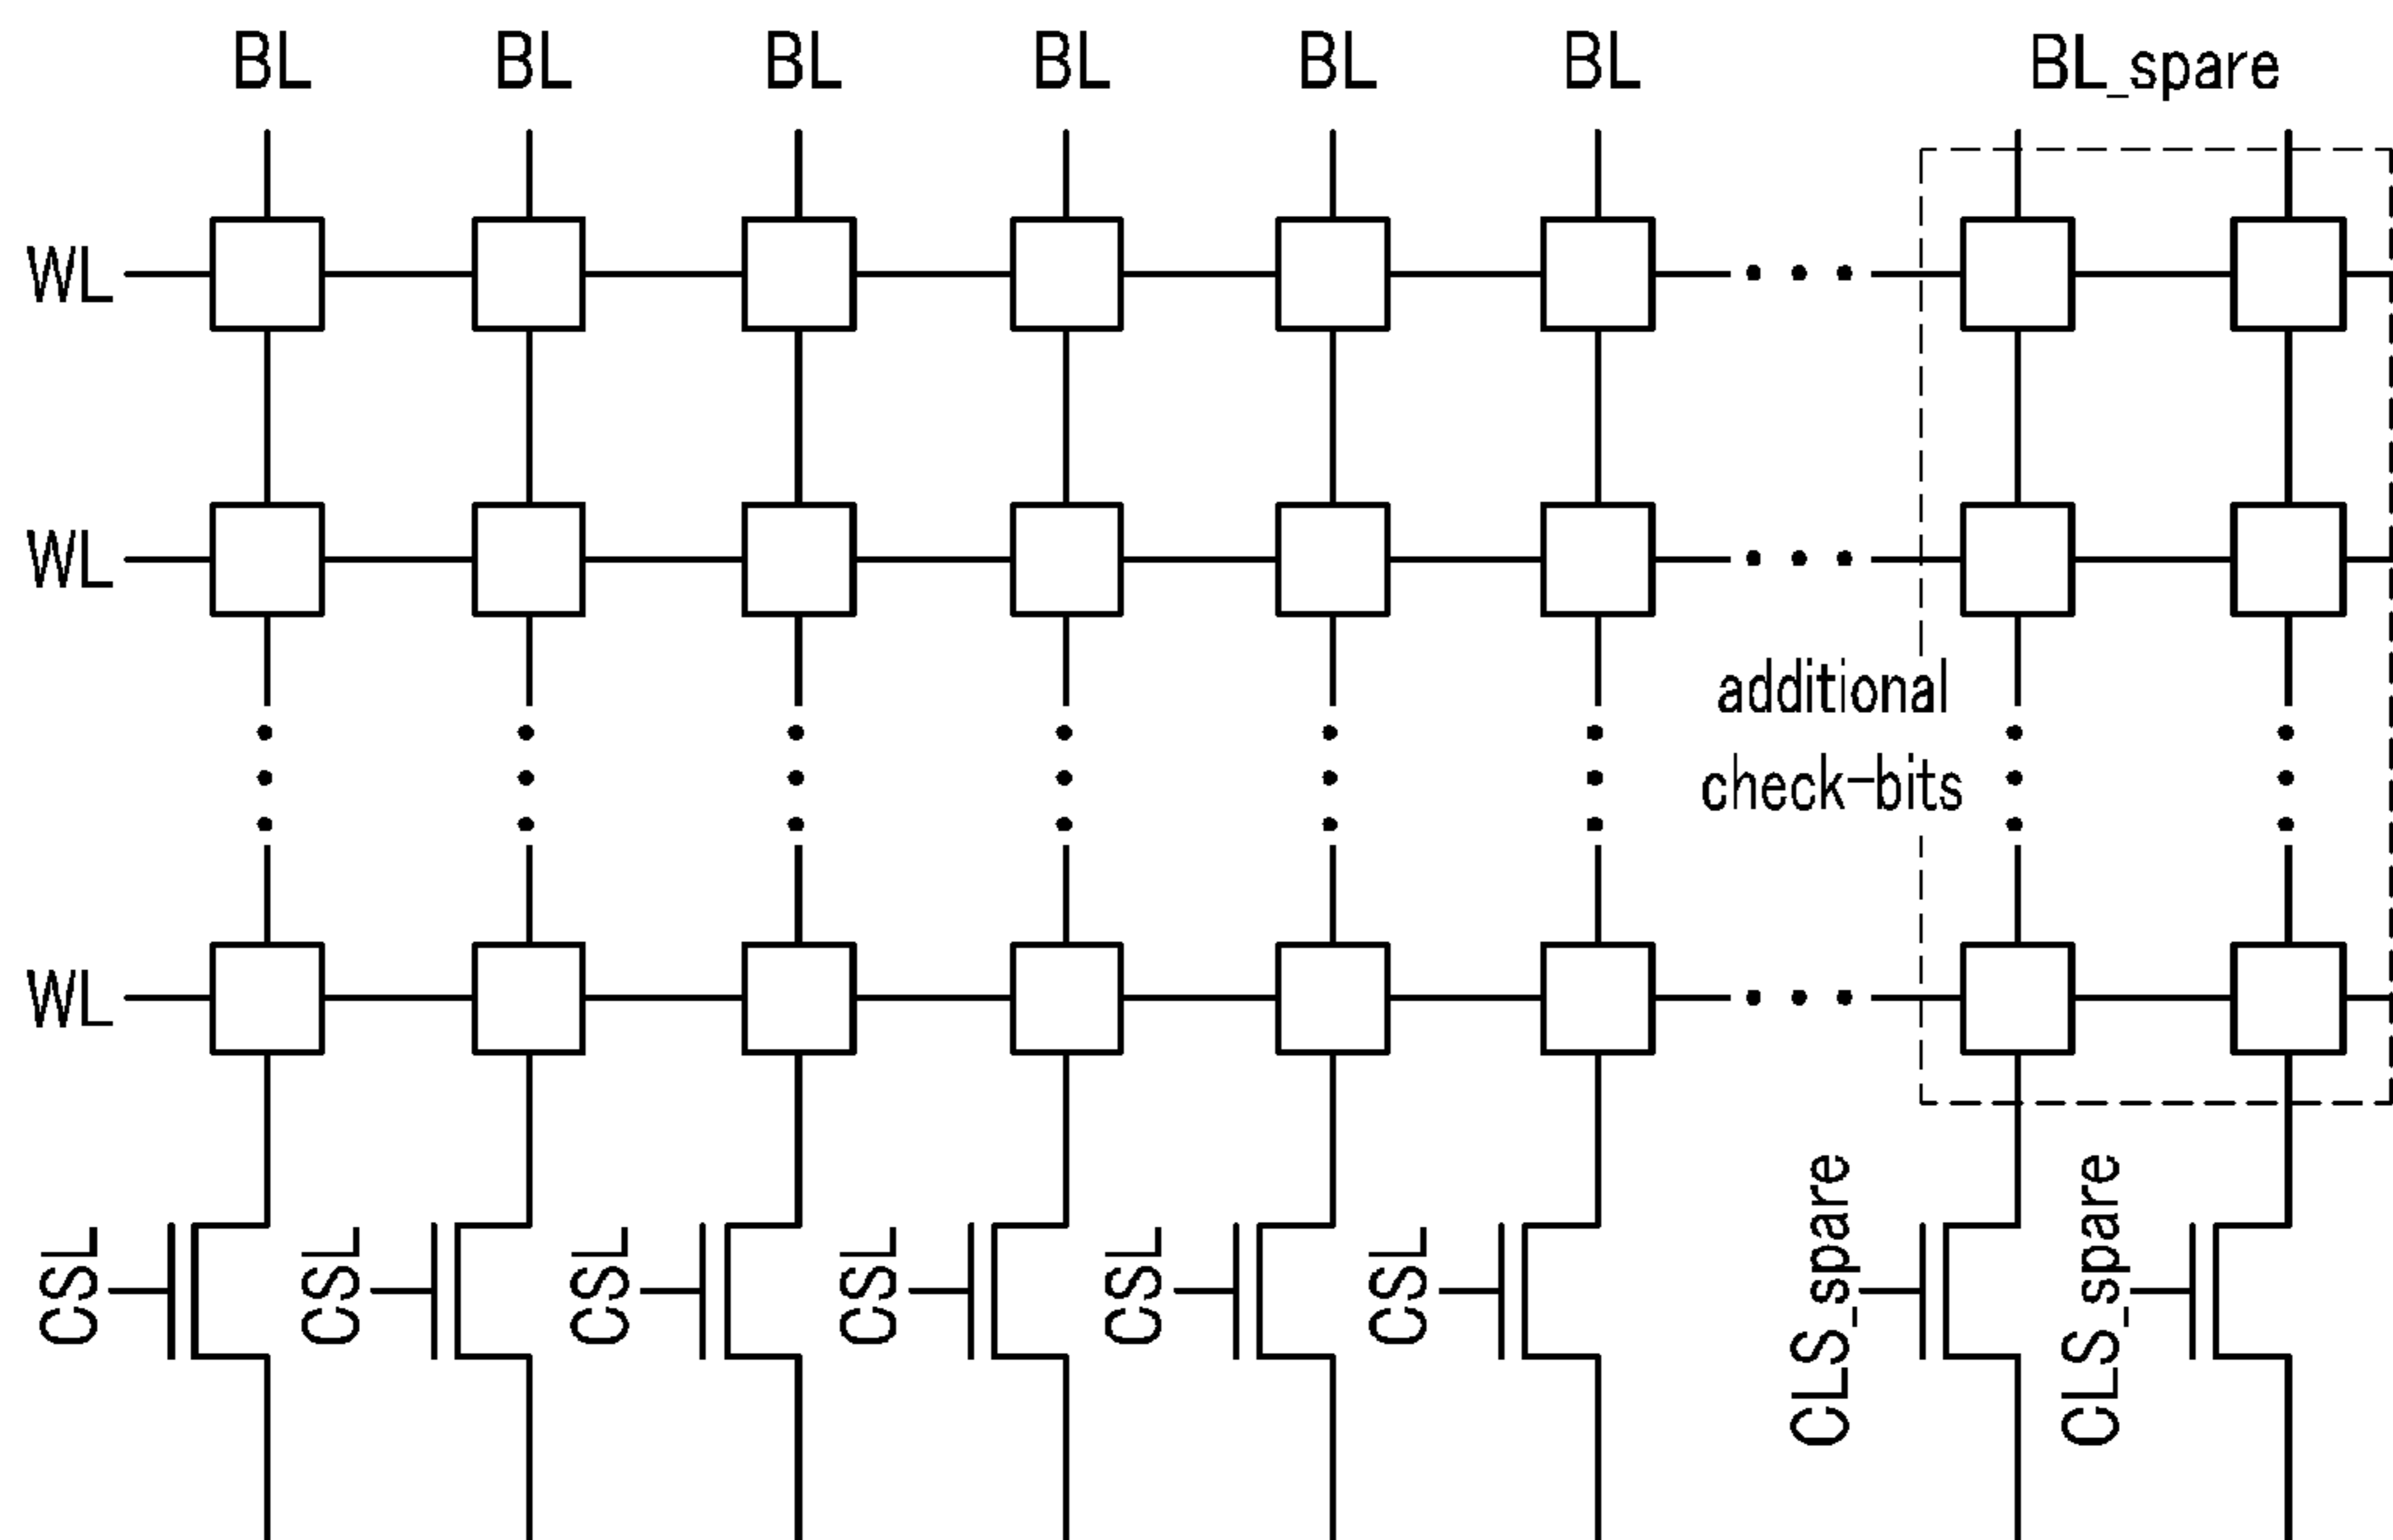 BL BL BL BL BL BL BL_spare
WL
WL
additional
check-bits
WL
CSL CSL CSL CSL CSL CSL CLS_spare CLS_spare